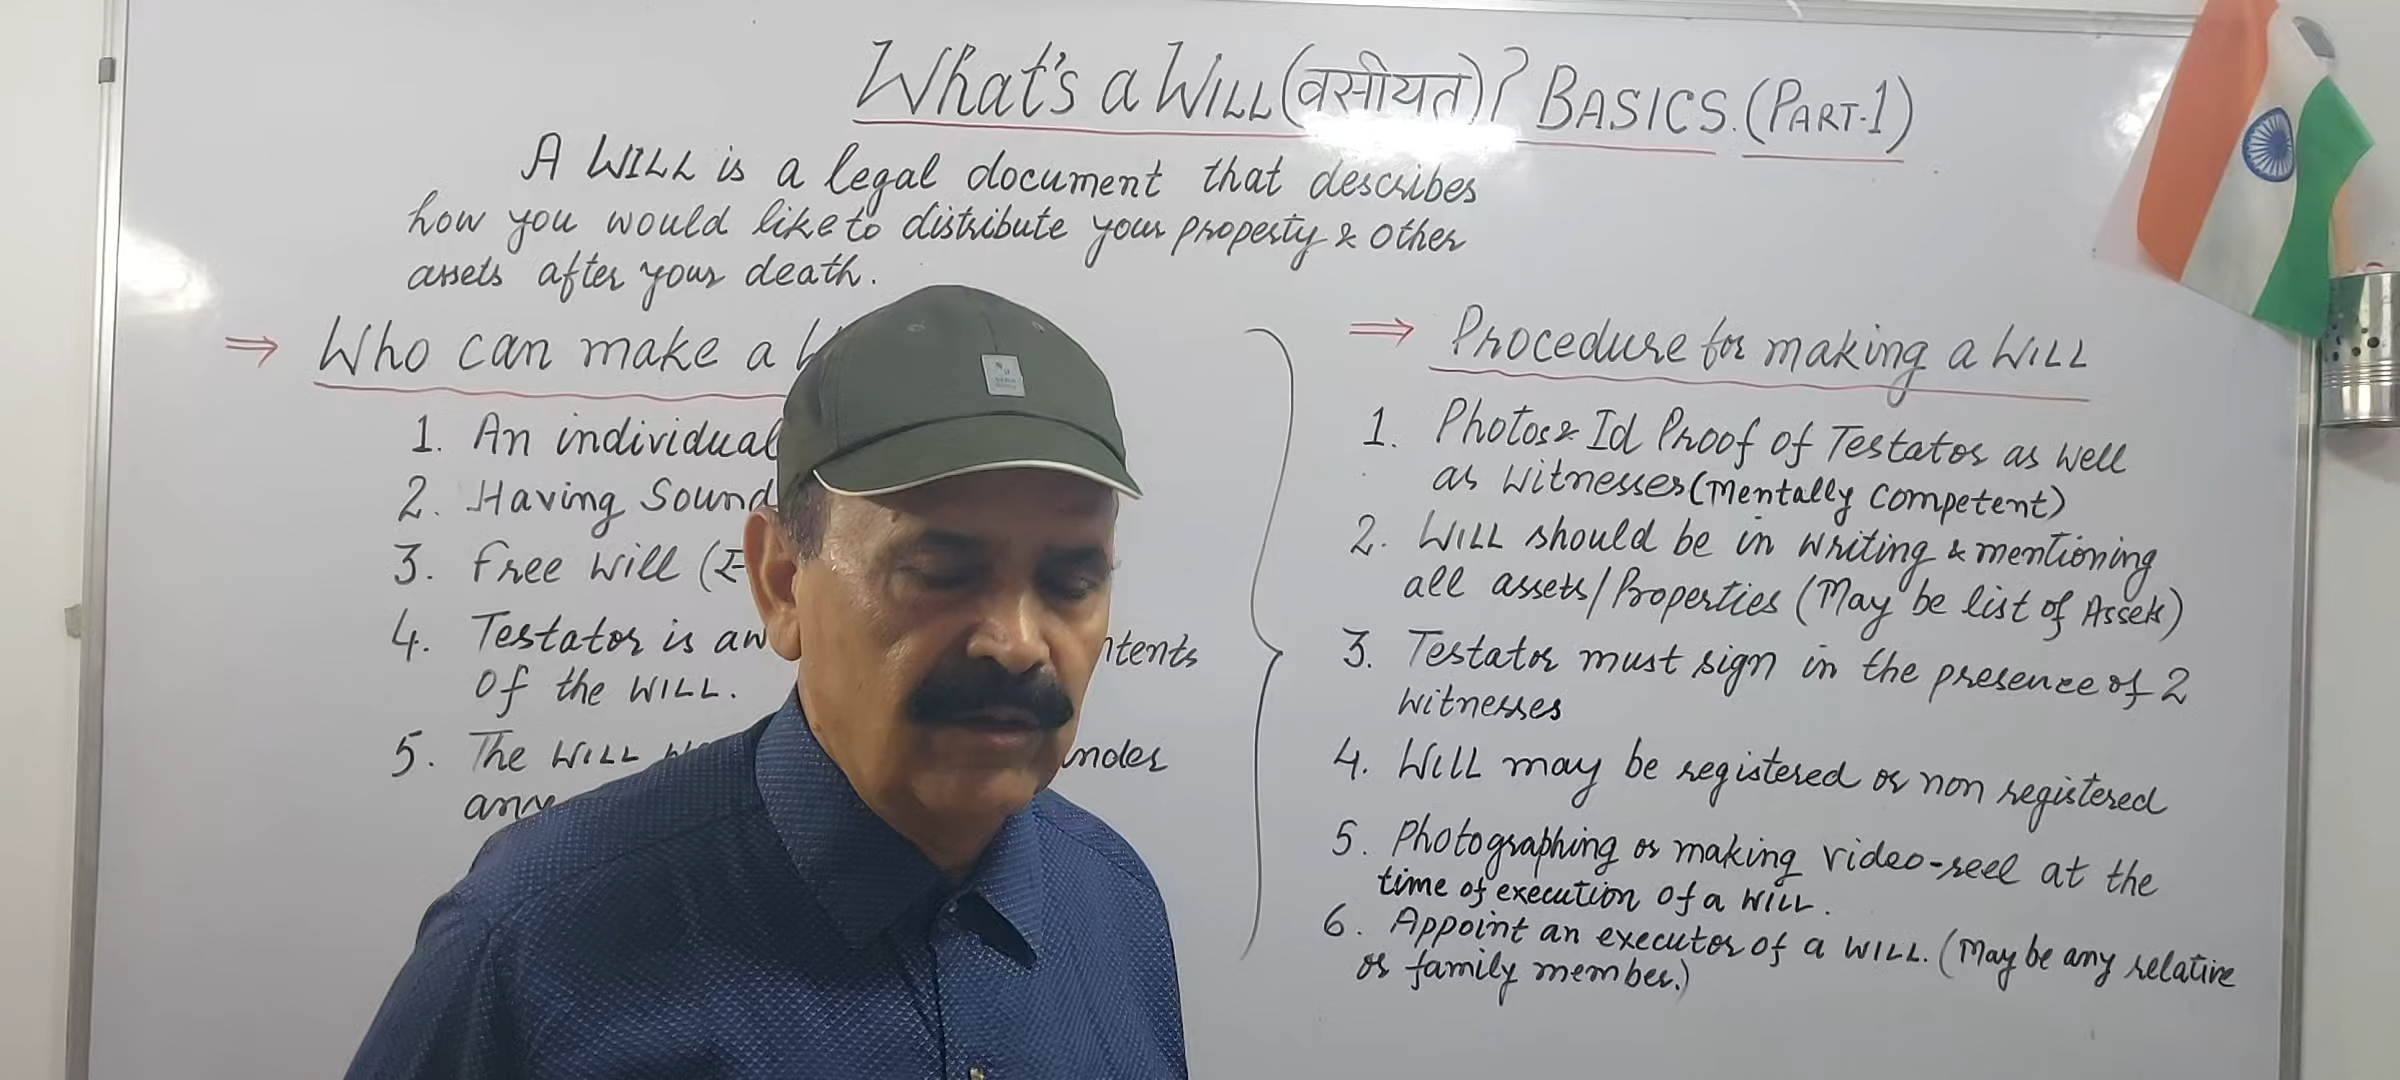 What's a WILL (वसीयत)? BASICS. (PART-1)
A WILL is a legal document that describes
how you would like to distribute your property & other
assets after your death.
⇒ Who can make a
1. An individual
2. Having Sound
3. free will
4. Testator is
ntents
of the WILL.
5. The WILL
under
any
⇒ Procedure for making a WILL
1. Photos & Id Proof of Testator as well
as witnesses (Mentally Competent)
2. WILL should be in writing & mentioning
all assets/Properties (May be list of Assets)
3. Testator must sign in the presence of 2
witnesses
4. WILL may be registered or non registered
5. Photographing or making video-reel at the
time of execution of a WILL.
6. Appoint an executor of a WILL. (May be any relative
or family member.)